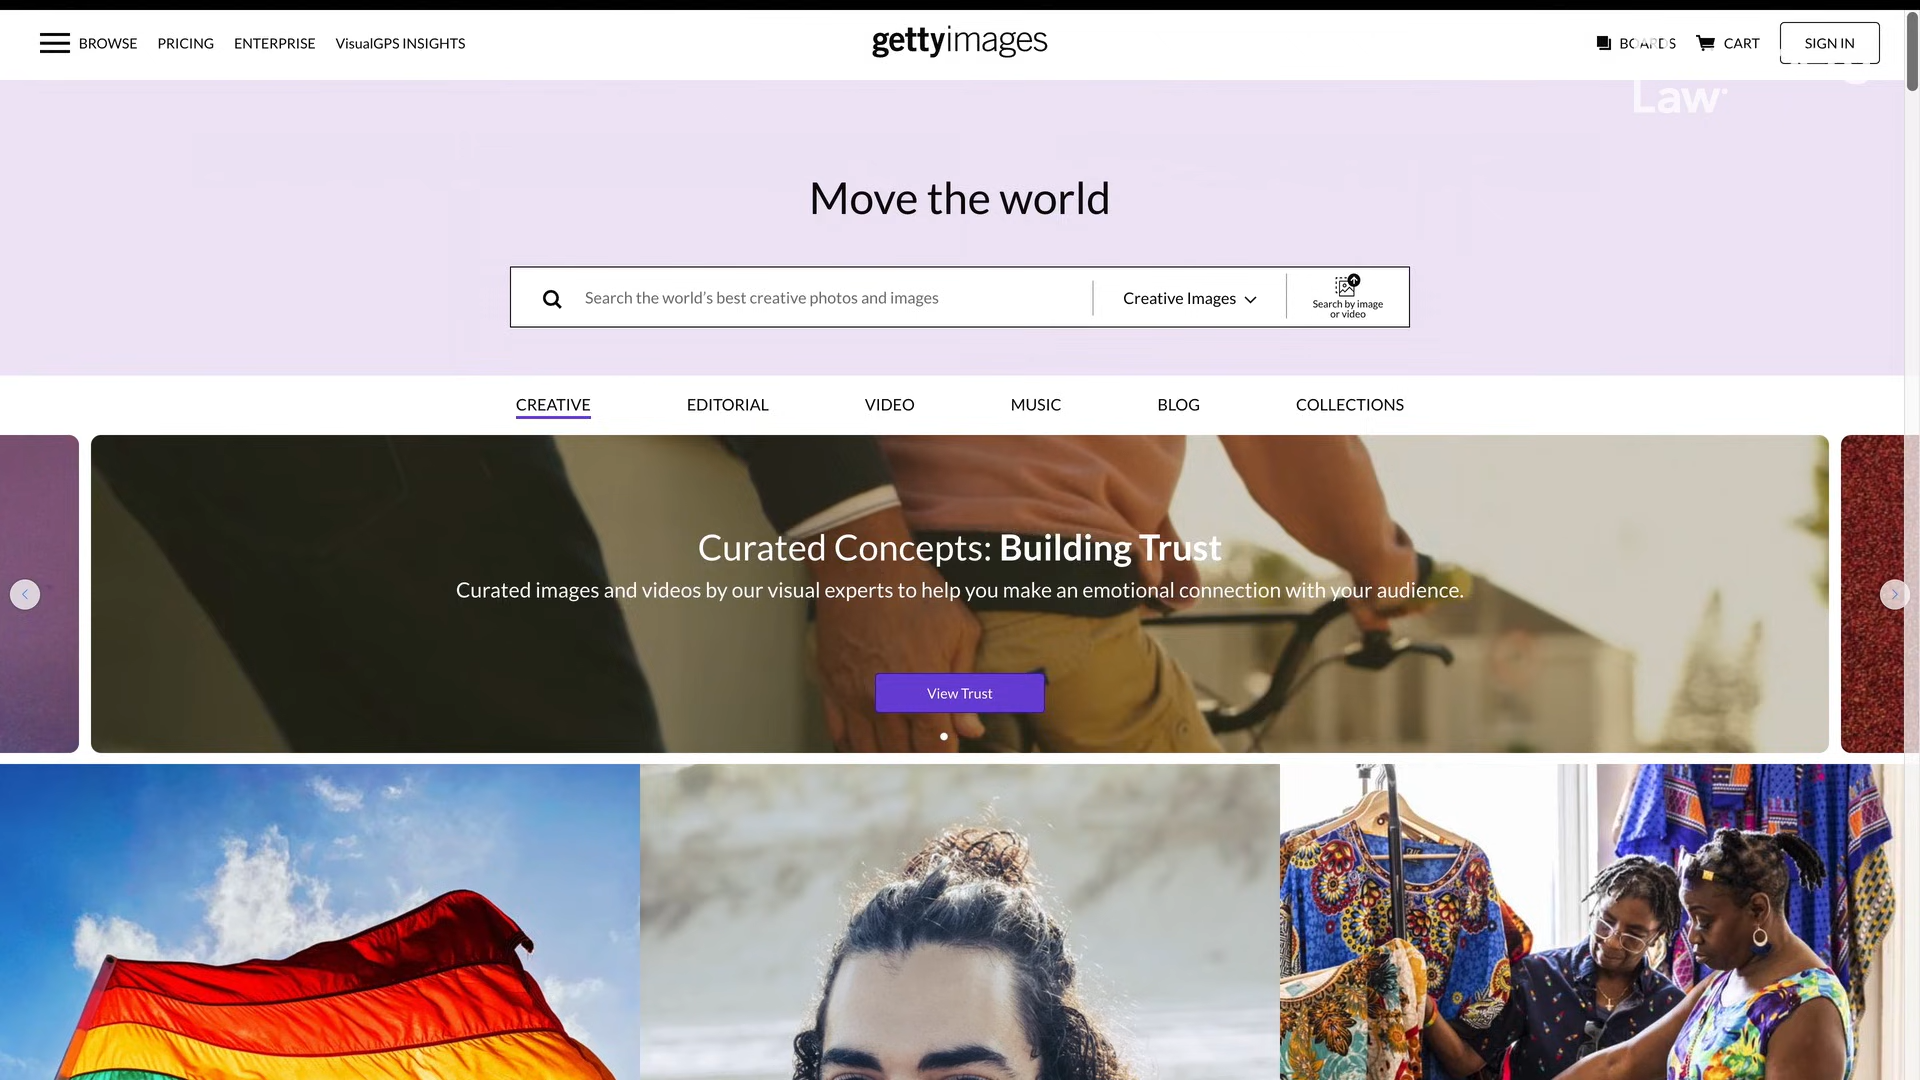 BROWSE PRICING ENTERPRISE VisualGPS INSIGHTS
gettyimages
BOARDS CART SIGN IN
Law
Move the world
Search the world's best creative photos and images
Creative Images
Search by image
or video
CREATIVE EDITORIAL VIDEO MUSIC BLOG COLLECTIONS
Curated Concepts: Building Trust
Curated images and videos by our visual experts to help you make an emotional connection with your audience.
View Trust